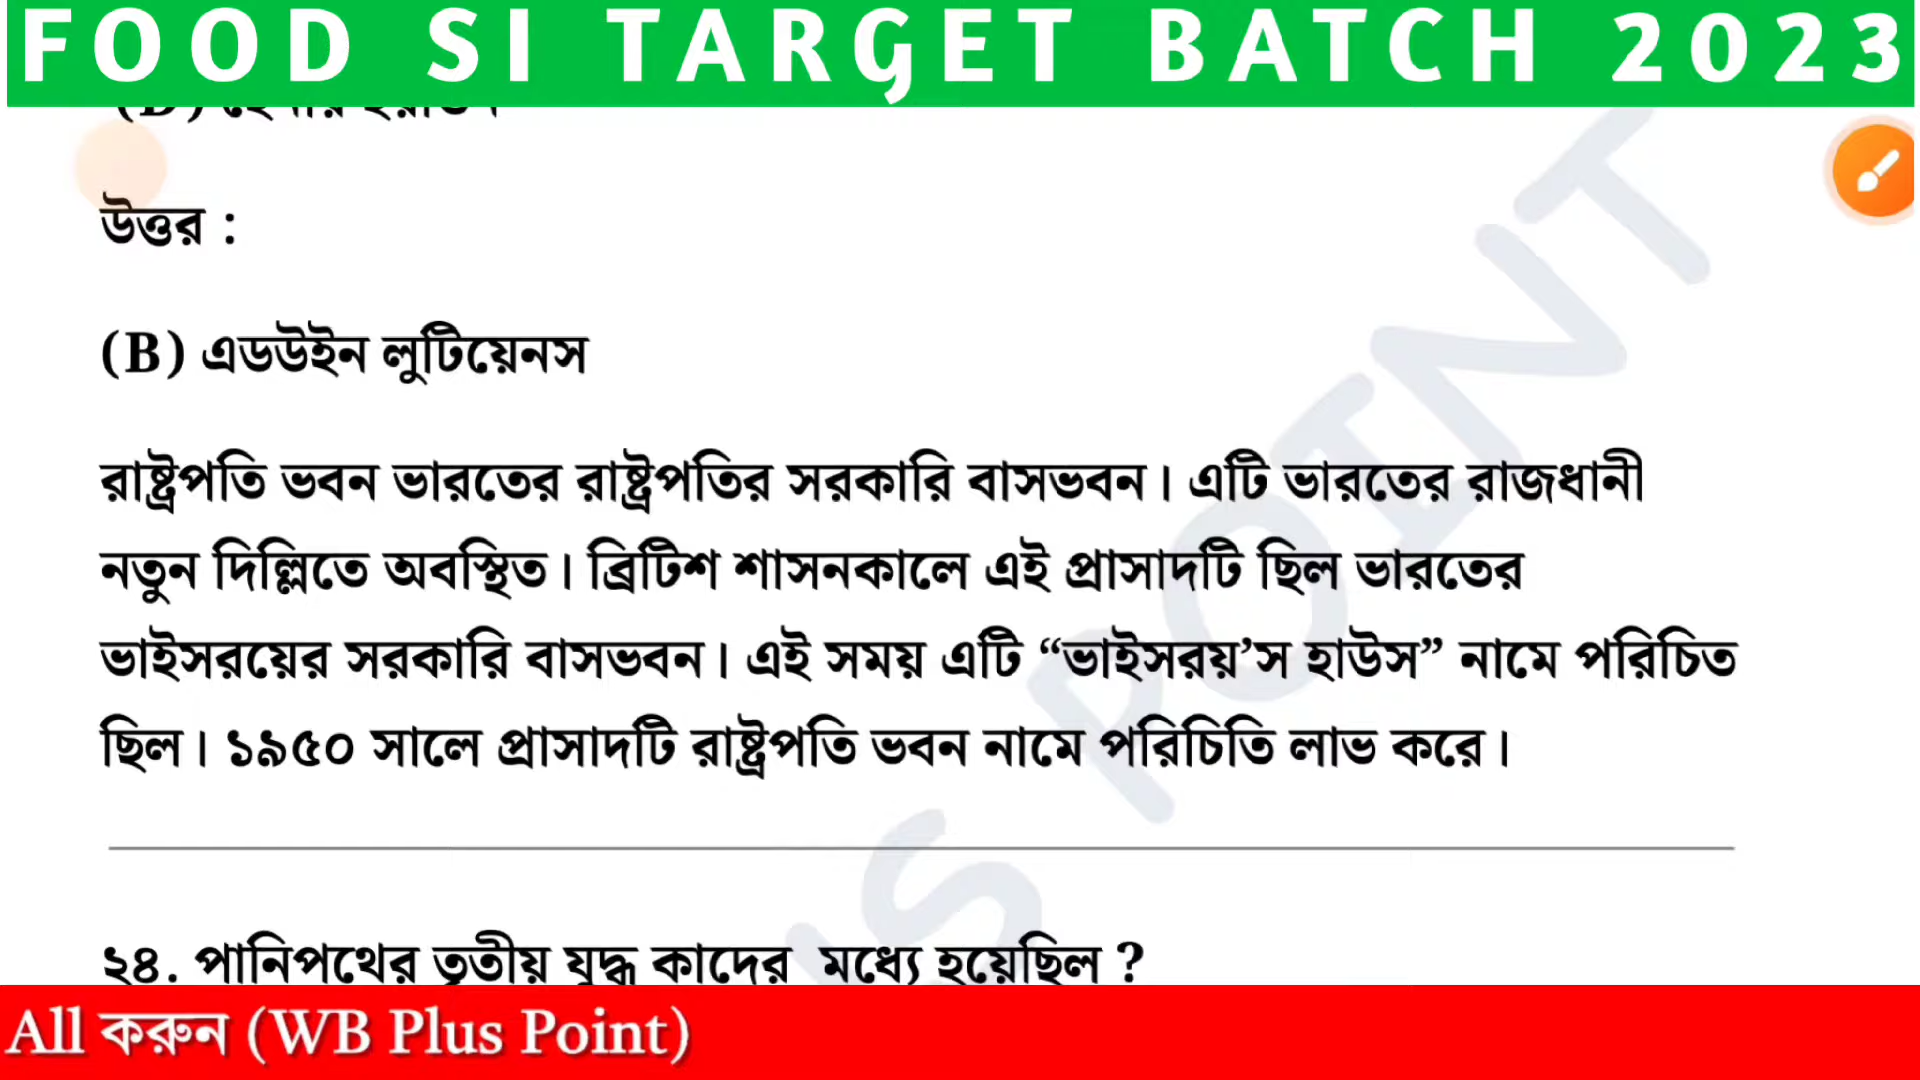 FOOD SI TARGET BATCH 2023
উত্তর :
(B) এডউইন লুটিয়েনস
রাষ্ট্রপতি ভবন ভারতের রাষ্ট্রপতির সরকারি বাসভবন। এটি ভারতের রাজধানী
নতুন দিল্লিতে অবস্থিত। ব্রিটিশ শাসনকালে এই প্রাসাদটি ছিল ভারতের
ভাইসরয়ের সরকারি বাসভবন। এই সময় এটি “ভাইসরয়’স হাউস” নামে পরিচিত
ছিল। ১৯৫০ সালে প্রাসাদটি রাষ্ট্রপতি ভবন নামে পরিচিতি লাভ করে।
২৪. পানিপথের তৃতীয় যুদ্ধ কাদের মধ্যে হয়েছিল ?
All করুন (WB Plus Point)
S POINT